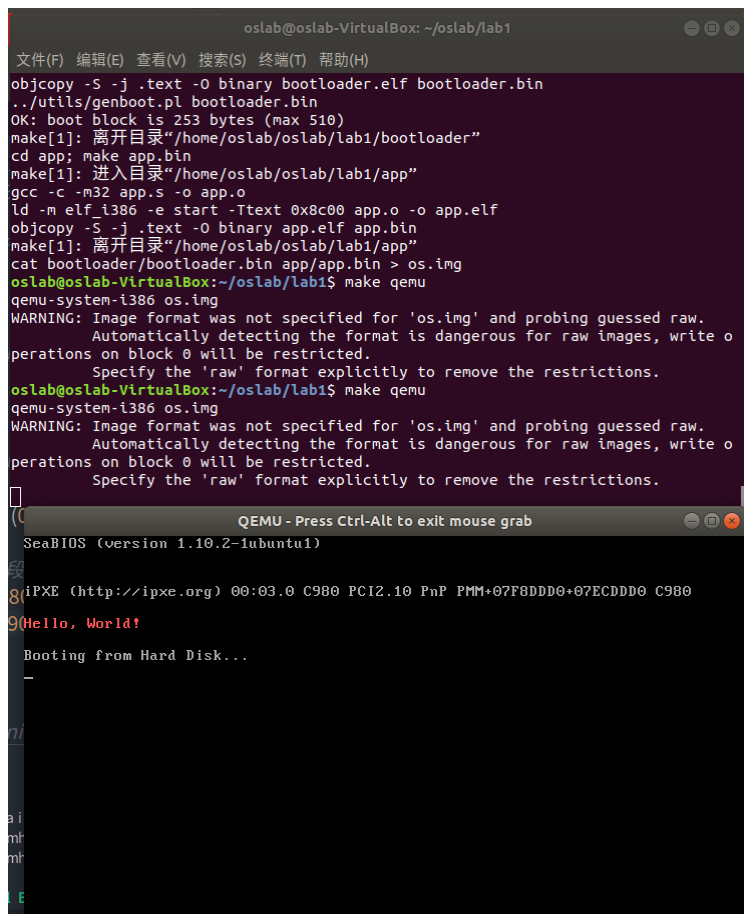 oslab@oslab-VirtualBox: ~/oslab/lab1
文件(F) 编辑(E) 查看(V) 搜索(S) 终端(T) 帮助(H)
objcopy -S -j .text -O binary bootloader.elf bootloader.bin
../utils/genboot.pl bootloader.bin
OK: boot block is 253 bytes (max 510)
make[1]: 离开目录“/home/oslab/oslab/lab1/bootloader”
cd app; make app.bin
make[1]: 进入目录“/home/oslab/oslab/lab1/app”
gcc -c -m32 app.s -o app.o
ld -m elf_i386 -e start -Ttext 0x8c00 app.o -o app.elf
objcopy -S -j .text -O binary app.elf app.bin
make[1]: 离开目录“/home/oslab/oslab/lab1/app”
cat bootloader/bootloader.bin app/app.bin > os.img
oslab@oslab-VirtualBox:~/oslab/lab1$ make qemu
qemu-system-i386 os.img
WARNING: Image format was not specified for 'os.img' and probing guessed raw.
Automatically detecting the format is dangerous for raw images, write o
perations on block 0 will be restricted.
Specify the 'raw' format explicitly to remove the restrictions.
oslab@oslab-VirtualBox:~/oslab/lab1$ make qemu
qemu-system-i386 os.img
WARNING: Image format was not specified for 'os.img' and probing guessed raw.
Automatically detecting the format is dangerous for raw images, write o
perations on block 0 will be restricted.
Specify the 'raw' format explicitly to remove the restrictions.
QEMU - Press Ctrl-Alt to exit mouse grab
SeaBIOS (version 1.10.2-1ubuntu1)
iPXE (http://ipxe.org) 00:03.0 C980 PCI2.10 PnP PMM+07F8DDD0+07ECDDD0 C980
Hello, World!
Booting from Hard Disk...